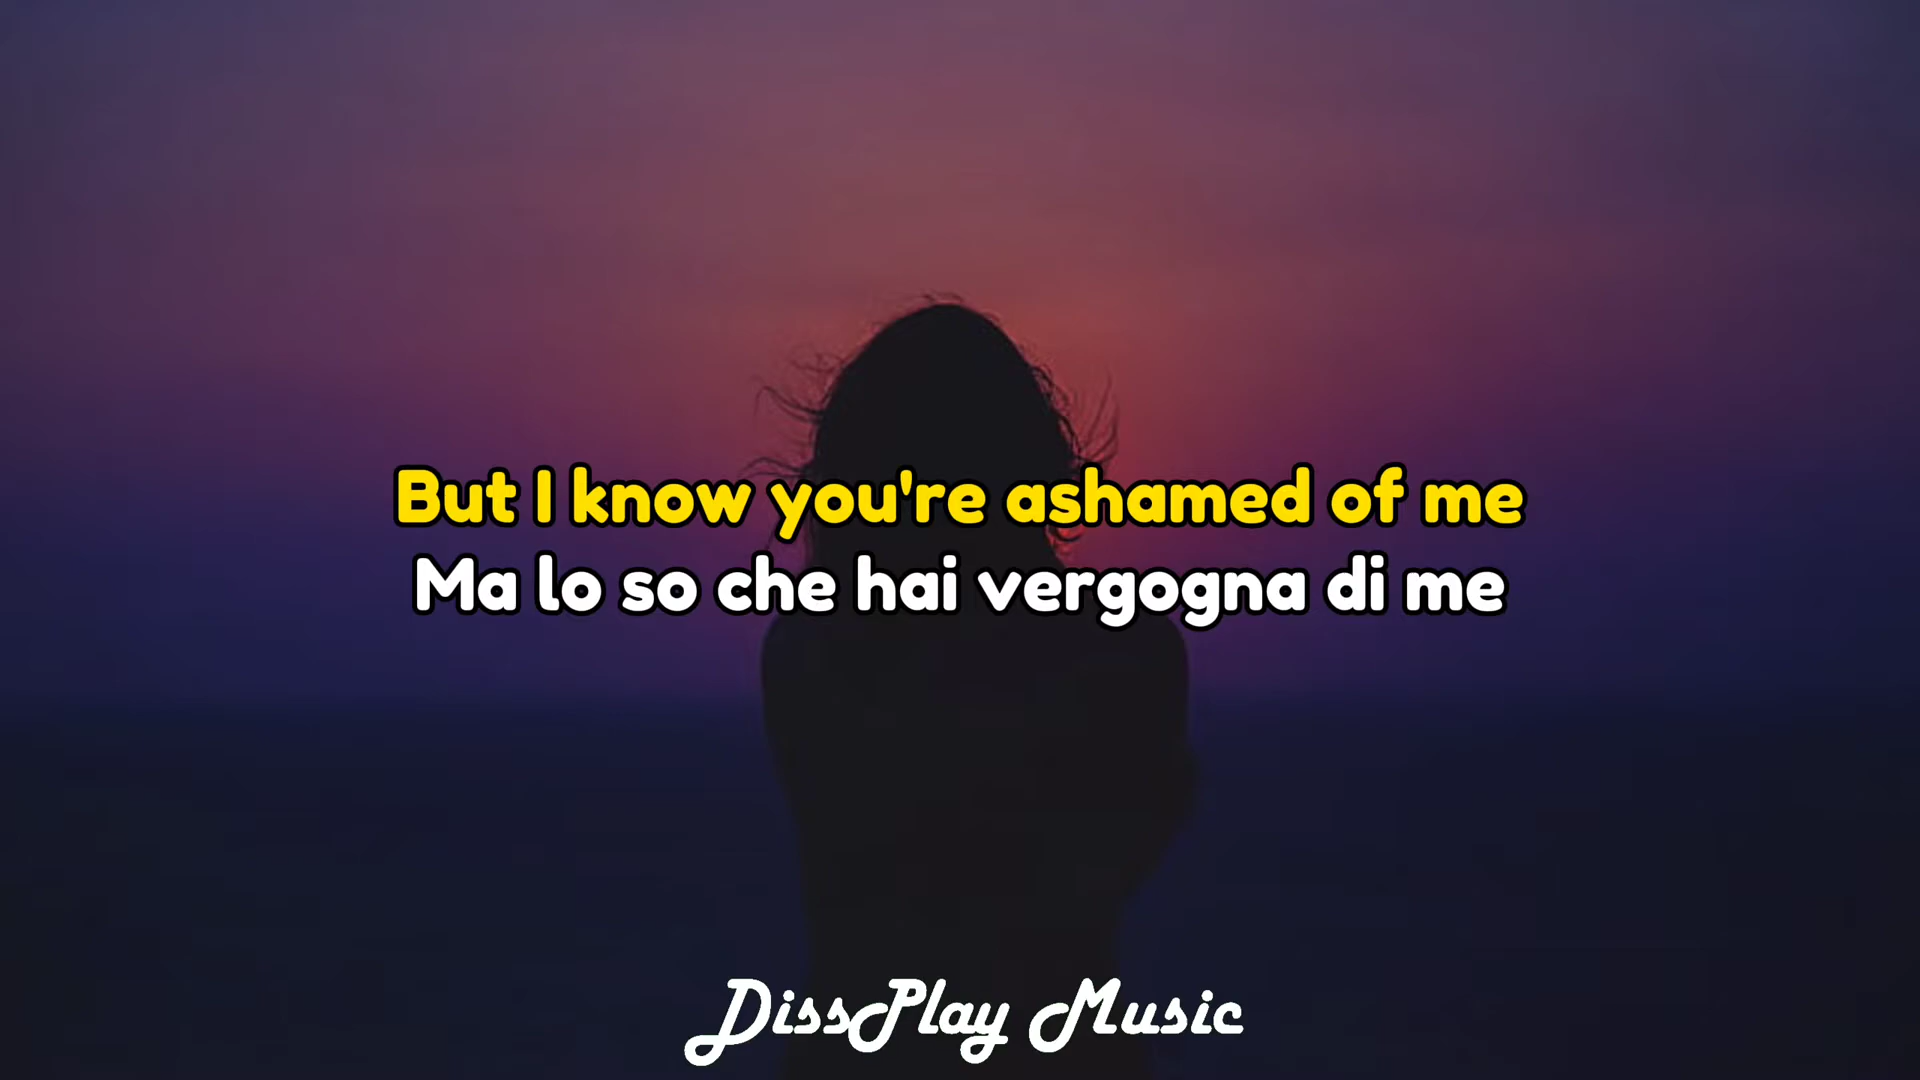 But I know you're ashamed of me
Ma lo so che hai vergogna di me
DissPlay Music